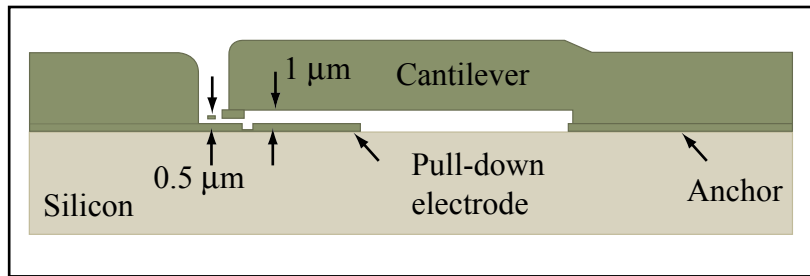 1 μm
Cantilever
0.5 μm
Pull-down
electrode
Anchor
Silicon